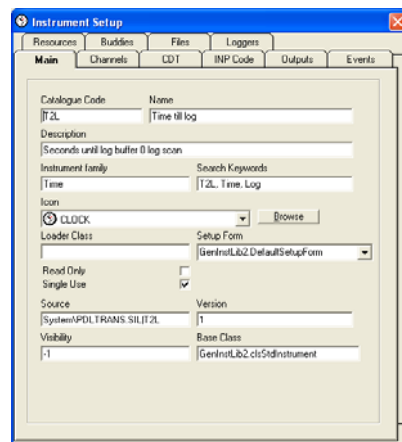 Instrument Setup
Resources Buddies Files Loggers
Main Channels CDT INP Code Outputs Events
Catalogue Code Name
T2L Time till log
Description
Seconds until log buffer 0 log scan
Instrument family Search Keywords
Time T2L, Time, Log
Icon
CLOCK Browse
Loader Class Setup Form
GenInstLib2.DefaultSetupForm
Read Only
Single Use
Source Version
System\PDLTRANS.SIL|T2L 1
Visibility Base Class
-1 GenInstLib2.clsStdInstrument